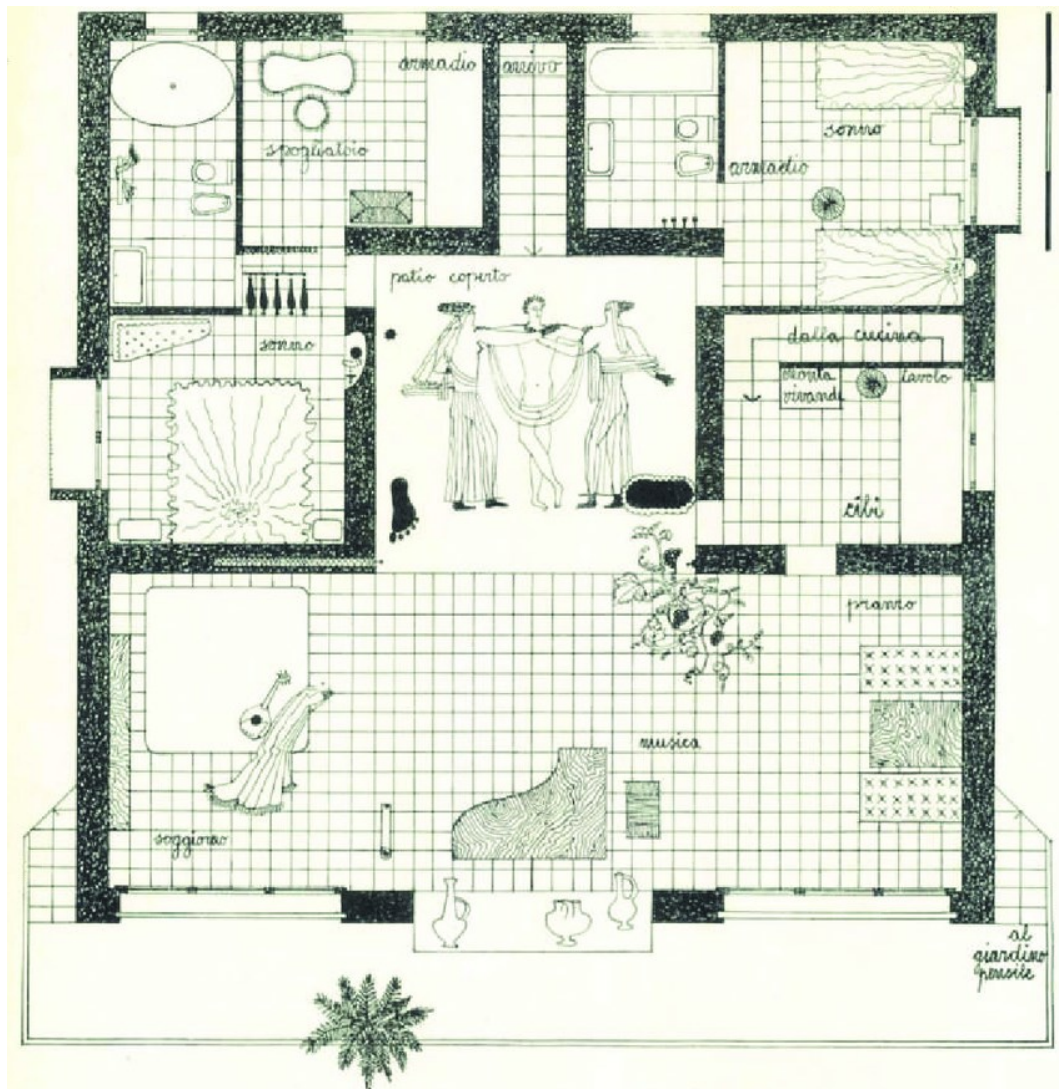 armadio
arrivo
spogliatoio
sonno
armadio
patio coperto
sonno
dalla cucina
monta
vivande
tavolo
cibi
pranzo
musica
soggiorno
al
giardino
pensile